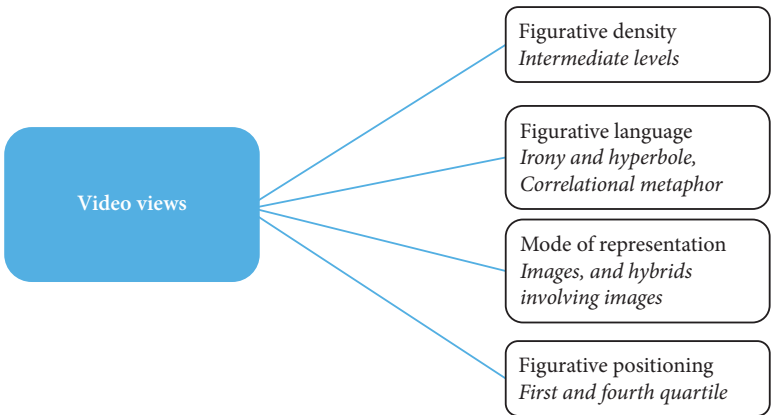 Video views
Figurative density
Intermediate levels
Figurative language
Irony and hyperbole,
Correlational metaphor
Mode of representation
Images, and hybrids
involving images
Figurative positioning
First and fourth quartile